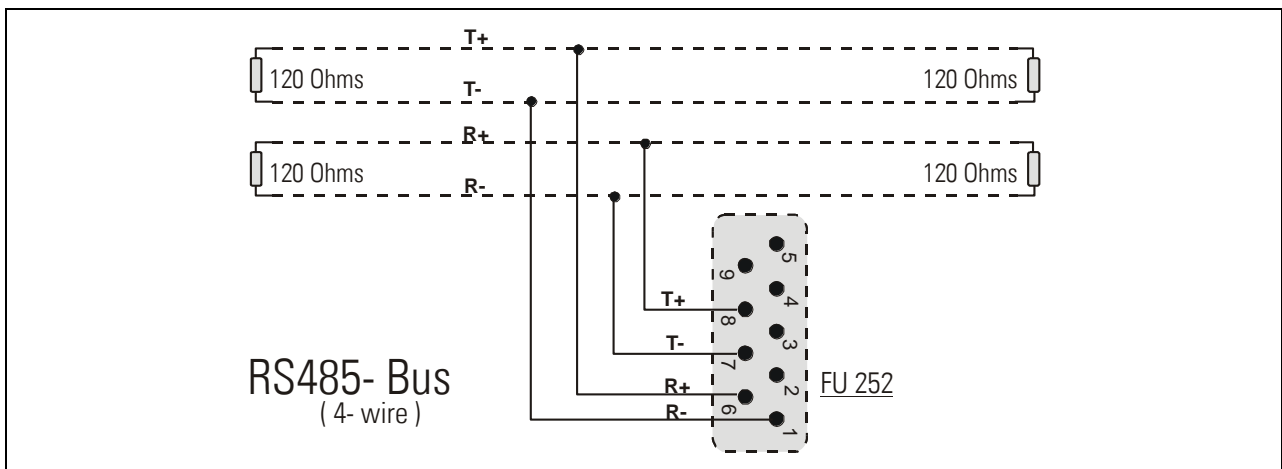 T+
120 Ohms 120 Ohms
T-
R+
120 Ohms 120 Ohms
R-
5
9
T+ 4
8
T- 3
7
R+ 2 FU 252
6
R- 1
RS485- Bus
( 4- wire )